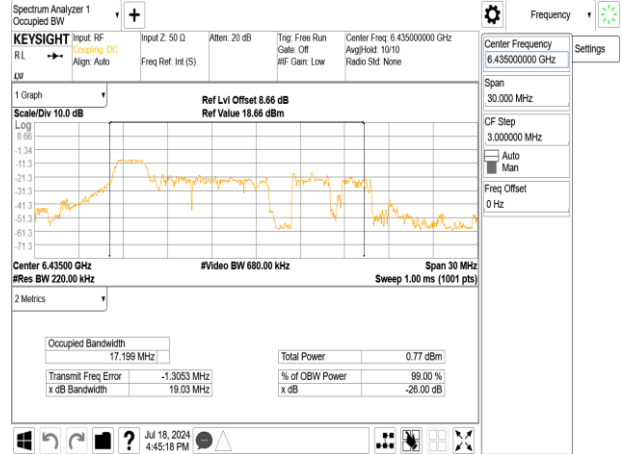 Spectrum Analyzer 1
Occupied BW
Frequency
KEYSIGHT
RL
LXI
Input: RF
Coupling: DC
Align: Auto
Input Z: 50 Ω
Freq Ref: Int (S)
Atten: 20 dB
Trig: Free Run
Gate: Off
#IF Gain: Low
Center Freq: 6.435000000 GHz
Avg|Hold: 10/10
Radio Std: None
Center Frequency
6.435000000 GHz
Settings
Span
30.000 MHz
CF Step
3.000000 MHz
Auto
Man
Freq Offset
0 Hz
1 Graph
Ref Lvl Offset 8.66 dB
Scale/Div 10.0 dB
Ref Value 18.66 dBm
Log
8.66
-1.34
-11.3
-21.3
-31.3
-41.3
-51.3
-61.3
-71.3
Center 6.43500 GHz
#Video BW 680.00 kHz
Span 30 MHz
#Res BW 220.00 kHz
Sweep 1.00 ms (1001 pts)
2 Metrics
Occupied Bandwidth
17.199 MHz
Total Power 0.77 dBm
Transmit Freq Error -1.3053 MHz
% of OBW Power 99.00 %
x dB Bandwidth 19.03 MHz
x dB -26.00 dB
Jul 18, 2024
4:45:18 PM